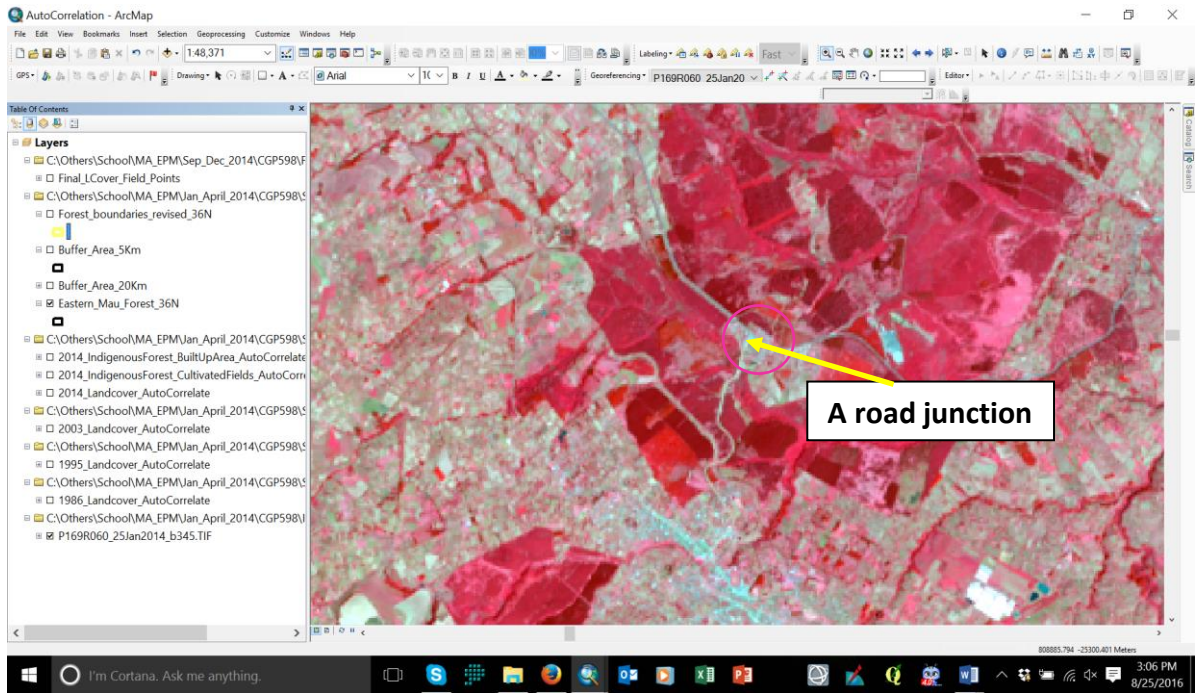 AutoCorrelation - ArcMap
File Edit View Bookmarks Insert Selection Geoprocessing Customize Windows Help
1:48,371
Labeling
Fast
GPS
Drawing
Arial
B I U A
Georeferencing
P169R060_25Jan20
Editor
Table Of Contents
Layers
C:\Others\School\MA_EPM\Sep_Dec_2014\CGP598\F
Final_LCover_Field_Points
C:\Others\School\MA_EPM\Jan_April_2014\CGP598\S
Forest_boundaries_revised_36N
Buffer_Area_5Km
Buffer_Area_20Km
Eastern_Mau_Forest_36N
C:\Others\School\MA_EPM\Jan_April_2014\CGP598\S
2014_IndigenousForest_BuiltUpArea_AutoCorrelate
2014_IndigenousForest_CultivatedFields_AutoCorr
2014_Landcover_AutoCorrelate
C:\Others\School\MA_EPM\Jan_April_2014\CGP598\S
2003_Landcover_AutoCorrelate
C:\Others\School\MA_EPM\Jan_April_2014\CGP598\S
1995_Landcover_AutoCorrelate
C:\Others\School\MA_EPM\Jan_April_2014\CGP598\S
1986_Landcover_AutoCorrelate
C:\Others\School\MA_EPM\Jan_April_2014\CGP598\I
P169R060_25Jan2014_b345.TIF
A road junction
Catalog
Search
808885.794 -25300.401 Meters
I'm Cortana. Ask me anything.
3:06 PM
8/25/2016